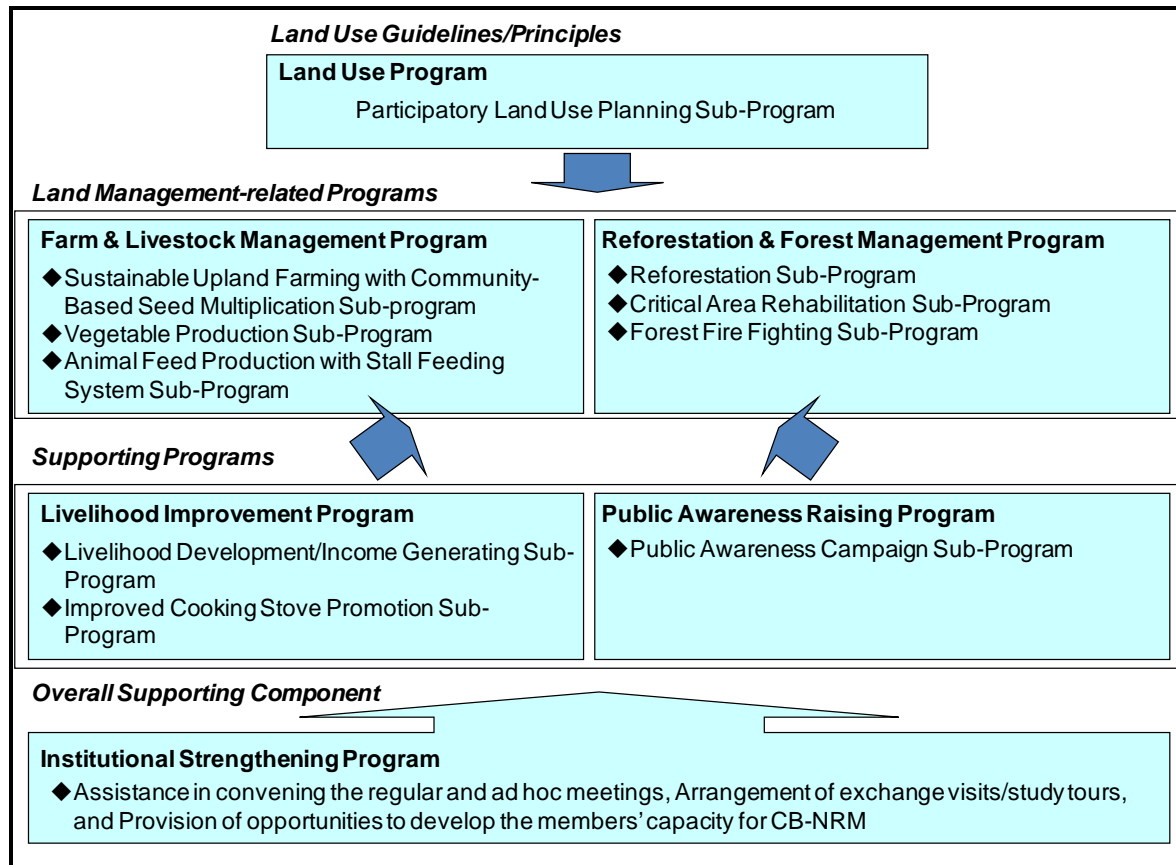 Land Use Guidelines/Principles
Land Use Program
Participatory Land Use Planning Sub-Program
Land Management-related Programs
Farm & Livestock Management Program
◆Sustainable Upland Farming with Community-
Based Seed Multiplication Sub-program
◆Vegetable Production Sub-Program
◆Animal Feed Production with Stall Feeding
System Sub-Program
Reforestation & Forest Management Program
◆Reforestation Sub-Program
◆Critical Area Rehabilitation Sub-Program
◆Forest Fire Fighting Sub-Program
Supporting Programs
Livelihood Improvement Program
◆Livelihood Development/Income Generating Sub-
Program
◆Improved Cooking Stove Promotion Sub-
Program
Public Awareness Raising Program
◆Public Awareness Campaign Sub-Program
Overall Supporting Component
Institutional Strengthening Program
◆Assistance in convening the regular and ad hoc meetings, Arrangement of exchange visits/study tours,
and Provision of opportunities to develop the members' capacity for CB-NRM